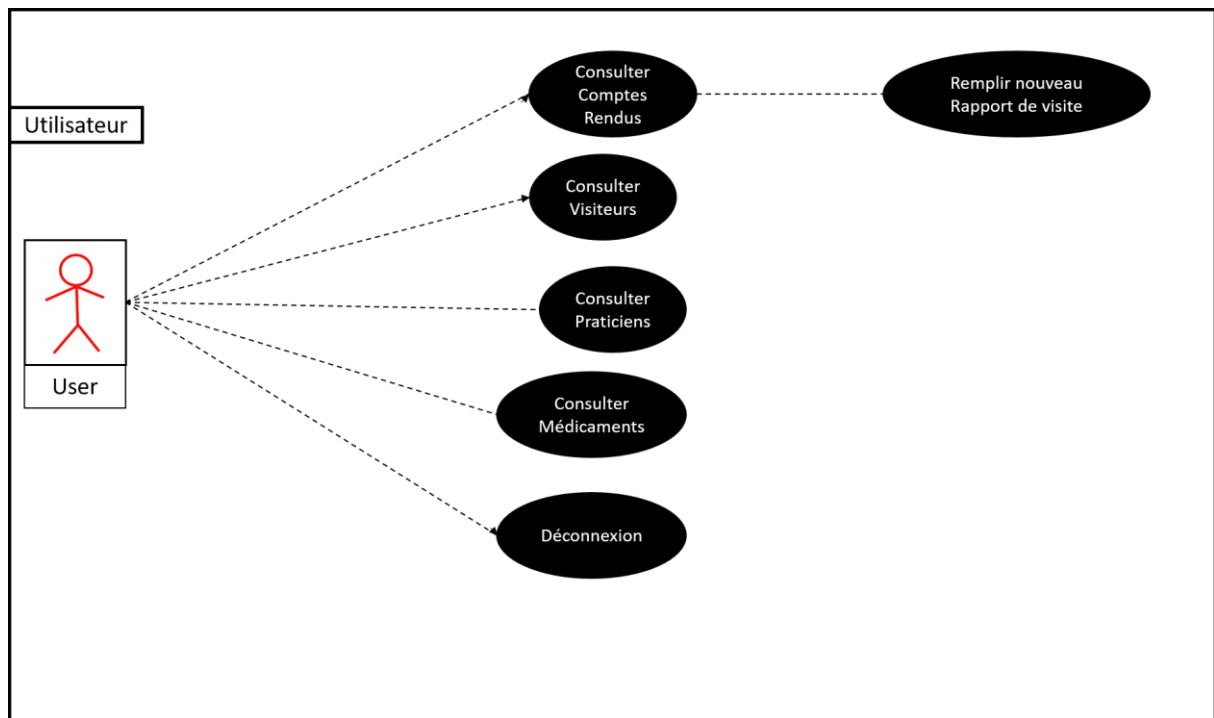 Utilisateur
User
Consulter
Comptes
Rendus
Remplir nouveau
Rapport de visite
Consulter
Visiteurs
Consulter
Praticiens
Consulter
Médicaments
Déconnexion